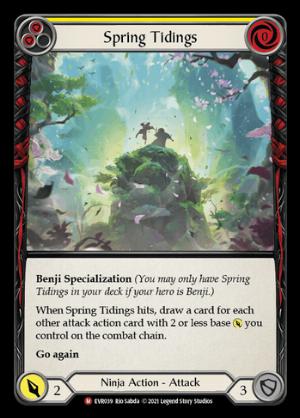 0
Spring Tidings
Benji Specialization (You may only have Spring
Tidings in your deck if your hero is Benji.)
When Spring Tidings hits, draw a card for each
other attack action card with 2 or less base you
control on the combat chain.
Go again
2
Ninja Action - Attack
3
M EVR039 Rio Sabda © 2021 Legend Story Studios